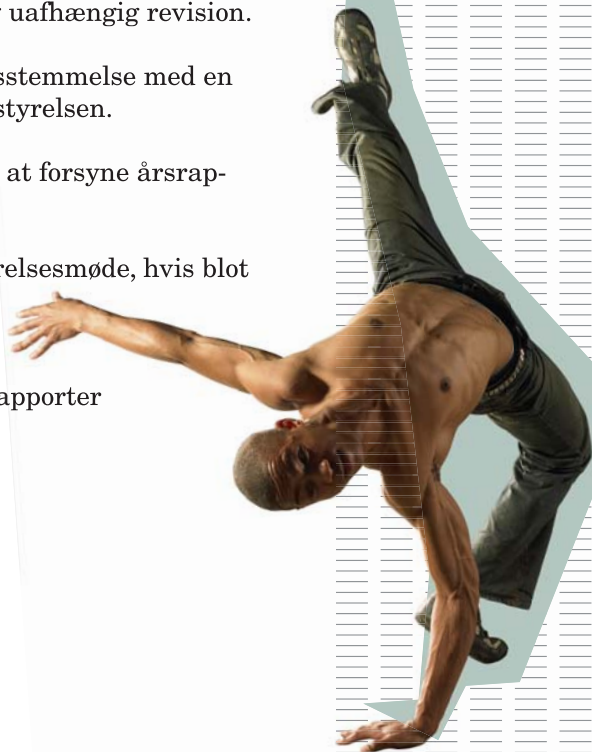 uafhængig revision.
sstemmelse med en
styrelsen.
at forsyne årsrap-
relsesmøde, hvis blot
apporter